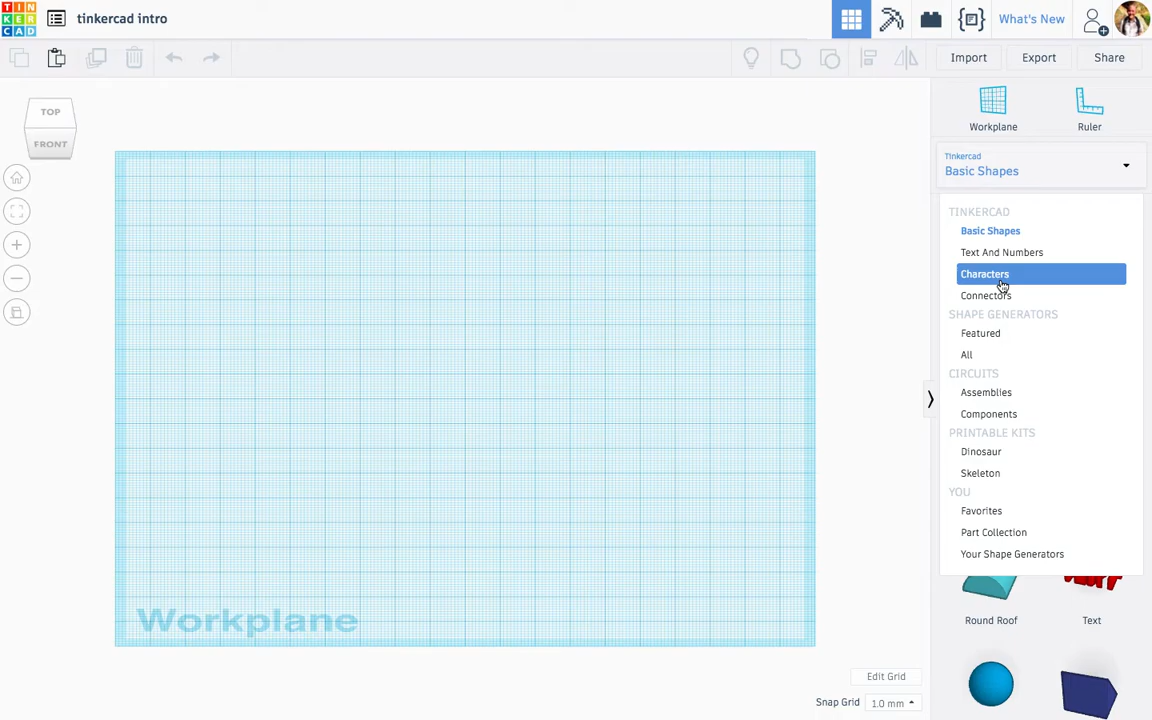 TIN
KER
CAD
tinkercad intro
What's New
Import
Export
Share
TOP
FRONT
Workplane
Ruler
Tinkercad
Basic Shapes
TINKERCAD
Basic Shapes
Text And Numbers
Characters
Connectors
SHAPE GENERATORS
Featured
All
CIRCUITS
Assemblies
Components
PRINTABLE KITS
Dinosaur
Skeleton
YOU
Favorites
Part Collection
Your Shape Generators
Round Roof
Text
Workplane
Edit Grid
Snap Grid
1.0 mm